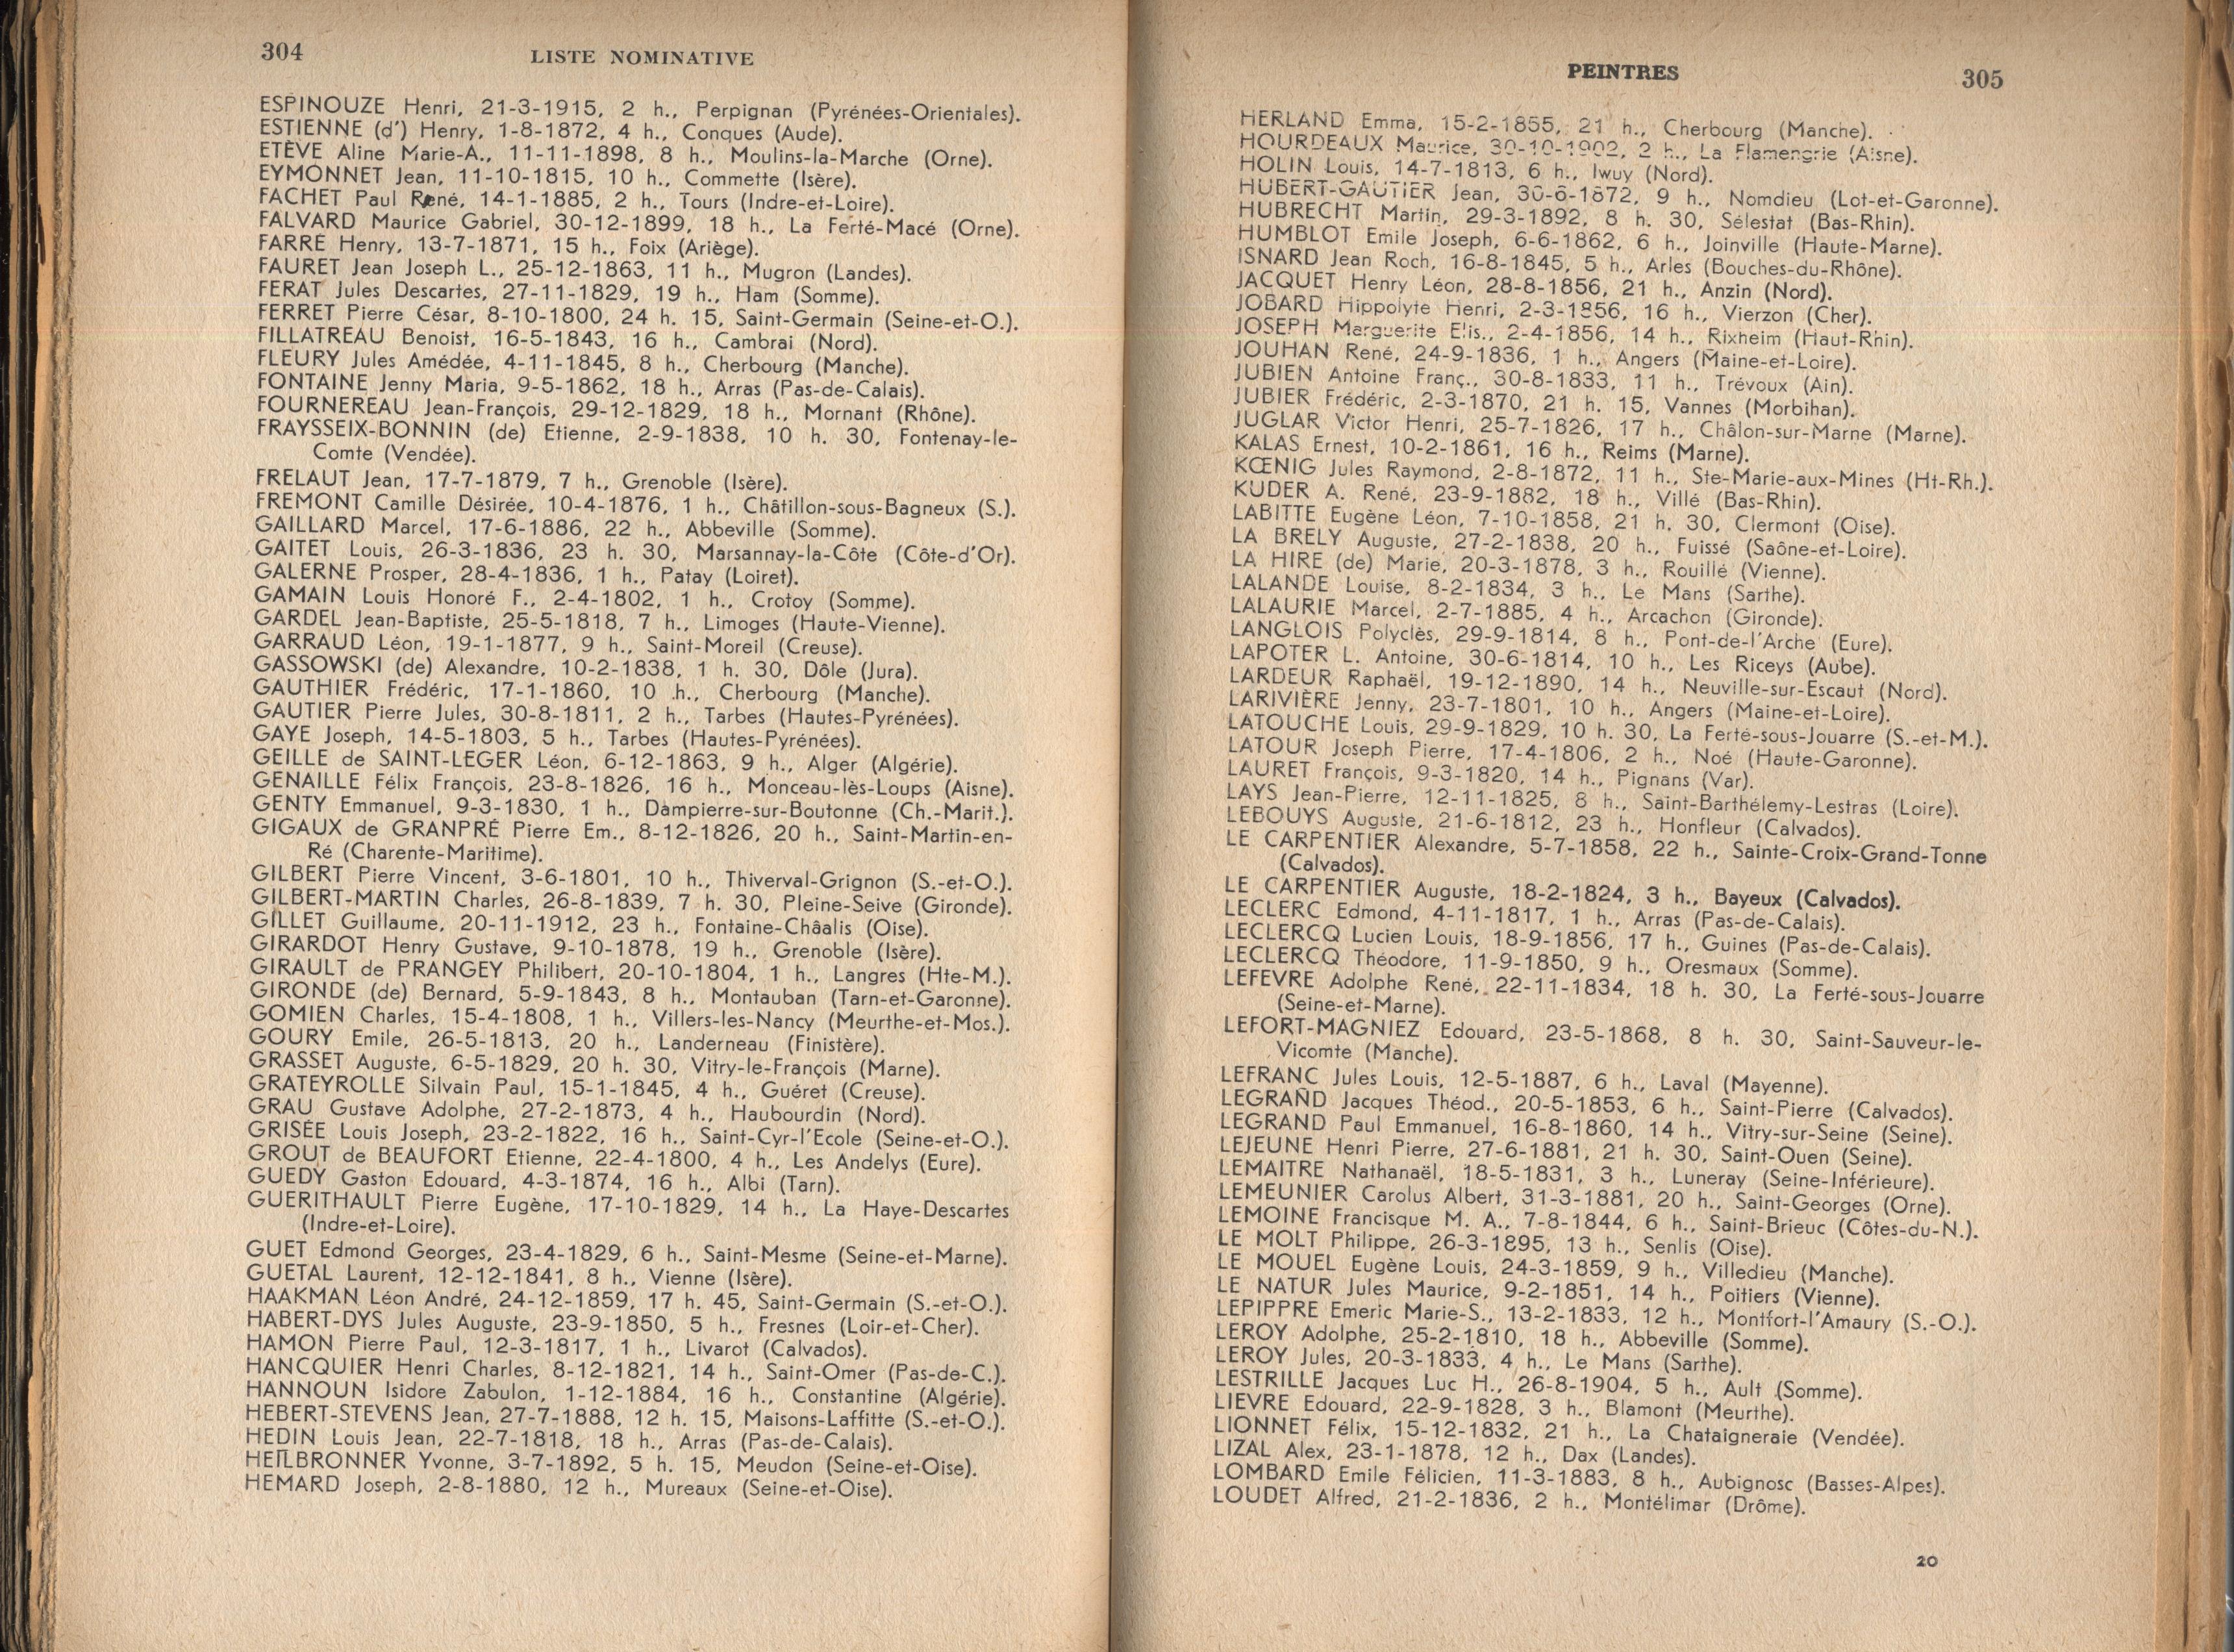 304
LISTE NOMINATIVE
ESPINOUZE Henri, 21-3-1915, 2 h., Perpignan (Pyrénées-Orientales).
ESTIENNE (d') Henry, 1-8-1872, 4 h., Conques (Aude).
ETÈVE Aline Marie-A., 11-11-1898, 8 h., Moulins-la-Marche (Orne).
EYMONNET Jean, 11-10-1815, 10 h., Commette (Isère).
FACHET Paul René, 14-1-1885, 2 h., Tours (Indre-et-Loire).
FALVARD Maurice Gabriel, 30-12-1899, 18 h., La Ferté-Macé (Orne).
FARRÉ Henry, 13-7-1871, 15 h., Foix (Ariège).
FAURET Jean Joseph L., 25-12-1863, 11 h., Mugron (Landes).
FERAT Jules Descartes, 27-11-1829, 19 h., Ham (Somme).
FERRET Pierre César, 8-10-1800, 24 h. 15, Saint-Germain (Seine-et-O.).
FILLATREAU Benoist, 16-5-1843, 16 h., Cambrai (Nord).
FLEURY Jules Amédée, 4-11-1845, 8 h., Cherbourg (Manche).
FONTAINE Jenny Maria, 9-5-1862, 18 h., Arras (Pas-de-Calais).
FOURNEREAU Jean-François, 29-12-1829, 18 h., Mornant (Rhône).
FRAYSSEIX-BONNIN (de) Etienne, 2-9-1838, 10 h. 30, Fontenay-le-
Comte (Vendée).
FRELAUT Jean, 17-7-1879, 7 h., Grenoble (Isère).
FREMONT Camille Désirée, 10-4-1876, 1 h., Châtillon-sous-Bagneux (S.).
GAILLARD Marcel, 17-6-1886, 22 h., Abbeville (Somme).
GAITET Louis, 26-3-1836, 23 h. 30, Marsannay-la-Côte (Côte-d'Or).
GALERNE Prosper, 28-4-1836, 1 h., Patay (Loiret).
GAMAIN Louis Honoré F., 2-4-1802, 1 h., Crotoy (Somme).
GARDEL Jean-Baptiste, 25-5-1818, 7 h., Limoges (Haute-Vienne).
GARRAUD Léon, 19-1-1877, 9 h., Saint-Moreil (Creuse).
GASSOWSKI (de) Alexandre, 10-2-1838, 1 h. 30, Dôle (Jura).
GAUTHIER Frédéric, 17-1-1860, 10 h., Cherbourg (Manche).
GAUTIER Pierre Jules, 30-8-1811, 2 h., Tarbes (Hautes-Pyrénées).
GAYE Joseph, 14-5-1803, 5 h., Tarbes (Hautes-Pyrénées).
GEILLE de SAINT-LEGER Léon, 6-12-1863, 9 h., Alger (Algérie).
GENAILLE Félix François, 23-8-1826, 16 h., Monceau-lès-Loups (Aisne).
GENTY Emmanuel, 9-3-1830, 1 h., Dampierre-sur-Boutonne (Ch.-Marit.).
GIGAUX de GRANPRÉ Pierre Em., 8-12-1826, 20 h., Saint-Martin-en-
Ré (Charente-Maritime).
GILBERT Pierre Vincent, 3-6-1801, 10 h., Thiverval-Grignon (S.-et-O.).
GILBERT-MARTIN Charles, 26-8-1839, 7 h. 30, Pleine-Seive (Gironde).
GILLET Guillaume, 20-11-1912, 23 h., Fontaine-Châalis (Oise).
GIRARDOT Henry Gustave, 9-10-1878, 19 h., Grenoble (Isère).
GIRAULT de PRANGEY Philibert, 20-10-1804, 1 h., Langres (Hte-M.).
GIRONDE (de) Bernard, 5-9-1843, 8 h., Montauban (Tarn-et-Garonne).
GOMIEN Charles, 15-4-1808, 1 h., Villers-les-Nancy (Meurthe-et-Mos.).
GOURY Emile, 26-5-1813, 20 h., Landerneau (Finistère).
GRASSET Auguste, 6-5-1829, 20 h. 30, Vitry-le-François (Marne).
GRATEYROLLE Silvain Paul, 15-1-1845, 4 h., Guéret (Creuse).
GRAU Gustave Adolphe, 27-2-1873, 4 h., Haubourdin (Nord).
GRISÉE Louis Joseph, 23-2-1822, 16 h., Saint-Cyr-l'Ecole (Seine-et-O.).
GROUT de BEAUFORT Etienne, 22-4-1800, 4 h., Les Andelys (Eure).
GUEDY Gaston Edouard, 4-3-1874, 16 h., Albi (Tarn).
GUERITHAULT Pierre Eugène, 17-10-1829, 14 h., La Haye-Descartes
(Indre-et-Loire).
GUET Edmond Georges, 23-4-1829, 6 h., Saint-Mesme (Seine-et-Marne).
GUETAL Laurent, 12-12-1841, 8 h., Vienne (Isère).
HAAKMAN Léon André, 24-12-1859, 17 h. 45, Saint-Germain (S.-et-O.).
HABERT-DYS Jules Auguste, 23-9-1850, 5 h., Fresnes (Loir-et-Cher).
HAMON Pierre Paul, 12-3-1817, 1 h., Livarot (Calvados).
HANCQUIER Henri Charles, 8-12-1821, 14 h., Saint-Omer (Pas-de-C.).
HANNOUN Isidore Zabulon, 1-12-1884, 16 h., Constantine (Algérie).
HEBERT-STEVENS Jean, 27-7-1888, 12 h. 15, Maisons-Laffitte (S.-et-O.).
HEDIN Louis Jean, 22-7-1818, 18 h., Arras (Pas-de-Calais).
HEILBRONNER Yvonne, 3-7-1892, 5 h. 15, Meudon (Seine-et-Oise).
HEMARD Joseph, 2-8-1880, 12 h., Mureaux (Seine-et-Oise).
PEINTRES
305
HERLAND Emma, 15-2-1855, 21 h., Cherbourg (Manche).
HOURDEAUX Maurice, 30-10-1902, 2 h., La Flamengrie (Aisne).
HOLIN Louis, 14-7-1813, 6 h., Iwuy (Nord).
HUBERT-GAUTIER Jean, 30-6-1872, 9 h., Nomdieu (Lot-et-Garonne).
HUBRECHT Martin, 29-3-1892, 8 h. 30, Sélestat (Bas-Rhin).
HUMBLOT Emile Joseph, 6-6-1862, 6 h., Joinville (Haute-Marne).
ISNARD Jean Roch, 16-8-1845, 5 h., Arles (Bouches-du-Rhône).
JACQUET Henry Léon, 28-8-1856, 21 h., Anzin (Nord).
JOBARD Hippolyte Henri, 2-3-1856, 16 h., Vierzon (Cher).
JOSEPH Marguerite Elis., 2-4-1856, 14 h., Rixheim (Haut-Rhin).
JOUHAN René, 24-9-1836, 1 h., Angers (Maine-et-Loire).
JUBIEN Antoine Franç., 30-8-1833, 11 h., Trévoux (Ain).
JUBIER Frédéric, 2-3-1870, 21 h. 15, Vannes (Morbihan).
JUGLAR Victor Henri, 25-7-1826, 17 h., Châlon-sur-Marne (Marne).
KALAS Ernest, 10-2-1861, 16 h., Reims (Marne).
KŒNIG Jules Raymond, 2-8-1872, 11 h., Ste-Marie-aux-Mines (Ht-Rh.).
KUDER A. René, 23-9-1882, 18 h., Villé (Bas-Rhin).
LABITTE Eugène Léon, 7-10-1858, 21 h. 30, Clermont (Oise).
LA BRELY Auguste, 27-2-1838, 20 h., Fuissé (Saône-et-Loire).
LA HIRE (de) Marie, 20-3-1878, 3 h., Rouillé (Vienne).
LALANDE Louise, 8-2-1834, 3 h., Le Mans (Sarthe).
LALAURIE Marcel, 2-7-1885, 4 h., Arcachon (Gironde).
LANGLOIS Polyclès, 29-9-1814, 8 h., Pont-de-l'Arche (Eure).
LAPOTER L. Antoine, 30-6-1814, 10 h., Les Riceys (Aube).
LARDEUR Raphaël, 19-12-1890, 14 h., Neuville-sur-Escaut (Nord).
LARIVIÈRE Jenny, 23-7-1801, 10 h., Angers (Maine-et-Loire).
LATOUCHE Louis, 29-9-1829, 10 h. 30, La Ferté-sous-Jouarre (S.-et-M.).
LATOUR Joseph Pierre, 17-4-1806, 2 h., Noé (Haute-Garonne).
LAURET François, 9-3-1820, 14 h., Pignans (Var).
LAYS Jean-Pierre, 12-11-1825, 8 h., Saint-Barthélemy-Lestras (Loire).
LEBOUYS Auguste, 21-6-1812, 23 h., Honfleur (Calvados).
LE CARPENTIER Alexandre, 5-7-1858, 22 h., Sainte-Croix-Grand-Tonne
(Calvados).
LE CARPENTIER Auguste, 18-2-1824, 3 h., Bayeux (Calvados).
LECLERC Edmond, 4-11-1817, 1 h., Arras (Pas-de-Calais).
LECLERCQ Lucien Louis, 18-9-1856, 17 h., Guines (Pas-de-Calais).
LECLERCQ Théodore, 11-9-1850, 9 h., Oresmaux (Somme).
LEFEVRE Adolphe René, 22-11-1834, 18 h. 30, La Ferté-sous-Jouarre
(Seine-et-Marne).
LEFORT-MAGNIEZ Edouard, 23-5-1868, 8 h. 30, Saint-Sauveur-le-
Vicomte (Manche).
LEFRANC Jules Louis, 12-5-1887, 6 h., Laval (Mayenne).
LEGRAND Jacques Théod., 20-5-1853, 6 h., Saint-Pierre (Calvados).
LEGRAND Paul Emmanuel, 16-8-1860, 14 h., Vitry-sur-Seine (Seine).
LEJEUNE Henri Pierre, 27-6-1881, 21 h. 30, Saint-Ouen (Seine).
LEMAITRE Nathanaël, 18-5-1831, 3 h., Luneray (Seine-Inférieure).
LEMEUNIER Carolus Albert, 31-3-1881, 20 h., Saint-Georges (Orne).
LEMOINE Francisque M. A., 7-8-1844, 6 h., Saint-Brieuc (Côtes-du-N.).
LE MOLT Philippe, 26-3-1895, 13 h., Senlis (Oise).
LE MOUEL Eugène Louis, 24-3-1859, 9 h., Villedieu (Manche).
LE NATUR Jules Maurice, 9-2-1851, 14 h., Poitiers (Vienne).
LEPIPPRE Emeric Marie-S., 13-2-1833, 12 h., Montfort-l'Amaury (S.-O.).
LEROY Adolphe, 25-2-1810, 18 h., Abbeville (Somme).
LEROY Jules, 20-3-1833, 4 h., Le Mans (Sarthe).
LESTRILLE Jacques Luc H., 26-8-1904, 5 h., Ault (Somme).
LIEVRE Edouard, 22-9-1828, 3 h., Blamont (Meurthe).
LIONNET Félix, 15-12-1832, 21 h., La Chataigneraie (Vendée).
LIZAL Alex, 23-1-1878, 12 h., Dax (Landes).
LOMBARD Emile Félicien, 11-3-1883, 8 h., Aubignosc (Basses-Alpes).
LOUDET Alfred, 21-2-1836, 2 h., Montélimar (Drôme).
20